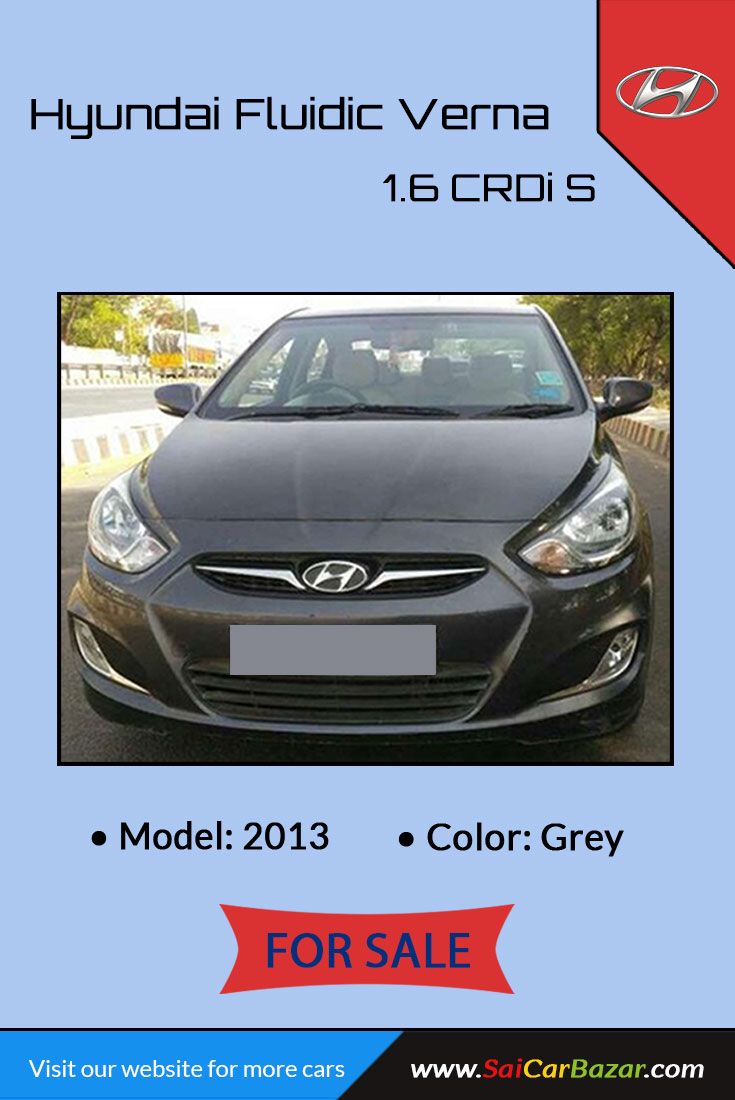 Hyundai Fluidic Verna
1.6 CRDi S
• Model: 2013
• Color: Grey
FOR SALE
Visit our website for more cars
www.SaiCarBazar.com